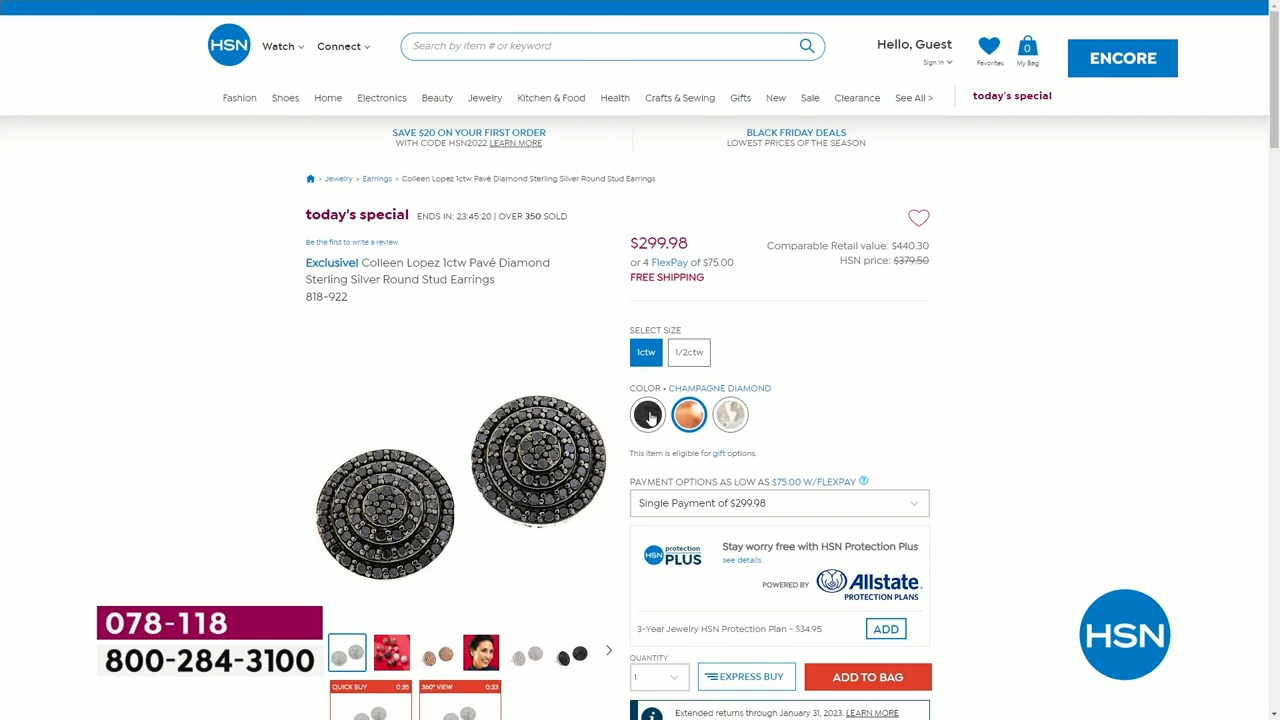 HSN
Watch
Connect
Search by item # or keyword
Hello, Guest
Sign In
Favorites
0
My Bag
ENCORE
Fashion Shoes Home Electronics Beauty Jewelry Kitchen & Food Health Crafts & Sewing Gifts New Sale Clearance See All > today's special
SAVE $20 ON YOUR FIRST ORDER
WITH CODE HSN2022 LEARN MORE
BLACK FRIDAY DEALS
LOWEST PRICES OF THE SEASON
> Jewelry > Earrings > Colleen Lopez 1ctw Pavé Diamond Sterling Silver Round Stud Earrings
today's special ENDS IN: 23:45:20 | OVER 350 SOLD
Be the first to write a review
Exclusive! Colleen Lopez 1ctw Pavé Diamond
Sterling Silver Round Stud Earrings
818-922
$299.98
or 4 FlexPay of $75.00
FREE SHIPPING
Comparable Retail value: $440.30
HSN price: $379.50
SELECT SIZE
1ctw 1/2ctw
COLOR • CHAMPAGNE DIAMOND
This item is eligible for gift options.
PAYMENT OPTIONS AS LOW AS $75.00 W/FLEXPAY ?
Single Payment of $299.98
HSN protection PLUS
Stay worry free with HSN Protection Plus
see details
POWERED BY Allstate
PROTECTION PLANS
3-Year Jewelry HSN Protection Plan - $34.95 ADD
QUANTITY
1
EXPRESS BUY
ADD TO BAG
i Extended returns through January 31, 2023. LEARN MORE
078-118
800-284-3100
QUICK BUY 0:35
360° VIEW 0:33
HSN